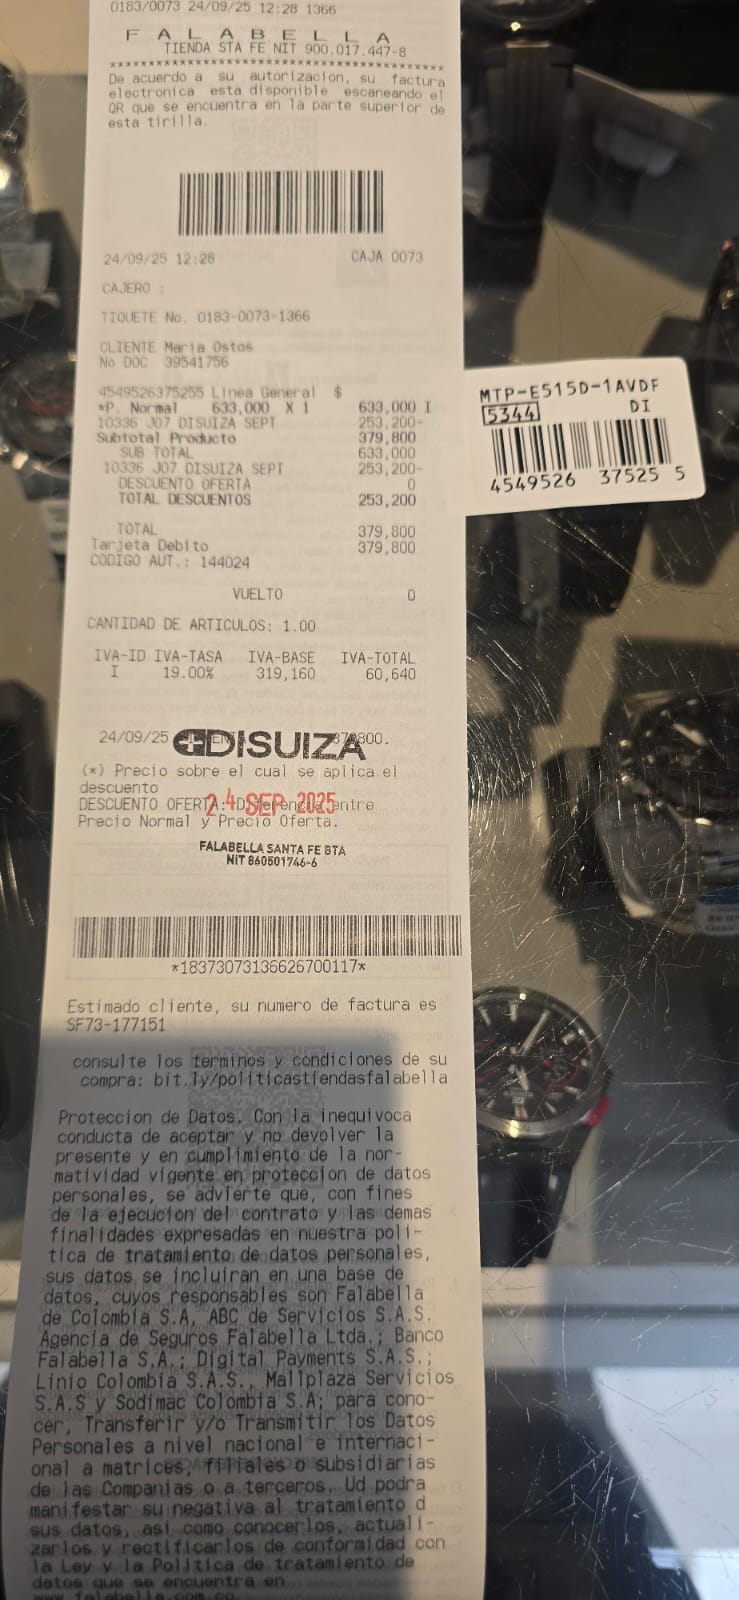 0183/0073 24/09/25 12:28 1366
FALABELLA
TIENDA STA FE NIT 900.017.447-8
De acuerdo a su autorizacion, su factura
electronica esta disponible escaneando el
QR que se encuentra en la parte superior de
esta tirilla.
24/09/25 12:28 CAJA 0073
CAJERO :
TIQUETE No. 0183-0073-1366
CLIENTE Maria Ostos
No DOC 39541756
4549526375255 Linea General $
*P. Normal 633,000 X 1 633,000 I
10336 J07 DISUIZA SEPT 253,200-
Subtotal Producto 379,800
SUB TOTAL 633,000
10336 J07 DISUIZA SEPT 253,200-
DESCUENTO OFERTA 0
TOTAL DESCUENTOS 253,200
TOTAL 379,800
Tarjeta Debito 379,800
CODIGO AUT.: 144024
VUELTO 0
CANTIDAD DE ARTICULOS: 1.00
IVA-ID IVA-TASA IVA-BASE IVA-TOTAL
I 19.00% 319,160 60,640
24/09/25
DISUIZA
(*) Precio sobre el cual se aplica el
descuento
DESCUENTO OFERTA: Diferencia entre
24 SEP 2025
Precio Normal y Precio Oferta.
FALABELLA SANTA FE BTA
NIT 860501746-6
*18373073136626700117*
Estimado cliente, su numero de factura es
SF73-177151
consulte los terminos y condiciones de su
compra: bit.ly/politicastiendasfalabella
Proteccion de Datos. Con la inequivoca
conducta de aceptar y no devolver la
presente y en cumplimiento de la nor-
matividad vigente en proteccion de datos
personales, se advierte que, con fines
de la ejecucion del contrato y las demas
finalidades expresadas en nuestra poli-
tica de tratamiento de datos personales,
sus datos se incluiran en una base de
datos, cuyos responsables son Falabella
de Colombia S.A, ABC de Servicios S.A.S.
Agencia de Seguros Falabella Ltda.; Banco
Falabella S.A.; Digital Payments S.A.S.;
Linio Colombia S.A.S., Mallplaza Servicios
S.A.S y Sodimac Colombia S.A; para cono-
cer, Transferir y/o Transmitir los Datos
Personales a nivel nacional e internaci-
onal a matrices, filiales o subsidiarias
de las Companias o a terceros. Ud podra
manifestar su negativa al tratamiento d
sus datos, asi como conocerlos, actuali-
zarlos y rectificarlos de conformidad con
la Ley y la Politica de tratamiento de
datos que se encuentra en
www.falabella.com.co
MTP-E515D-1AVDF
5344 DI
4549526 37525 5